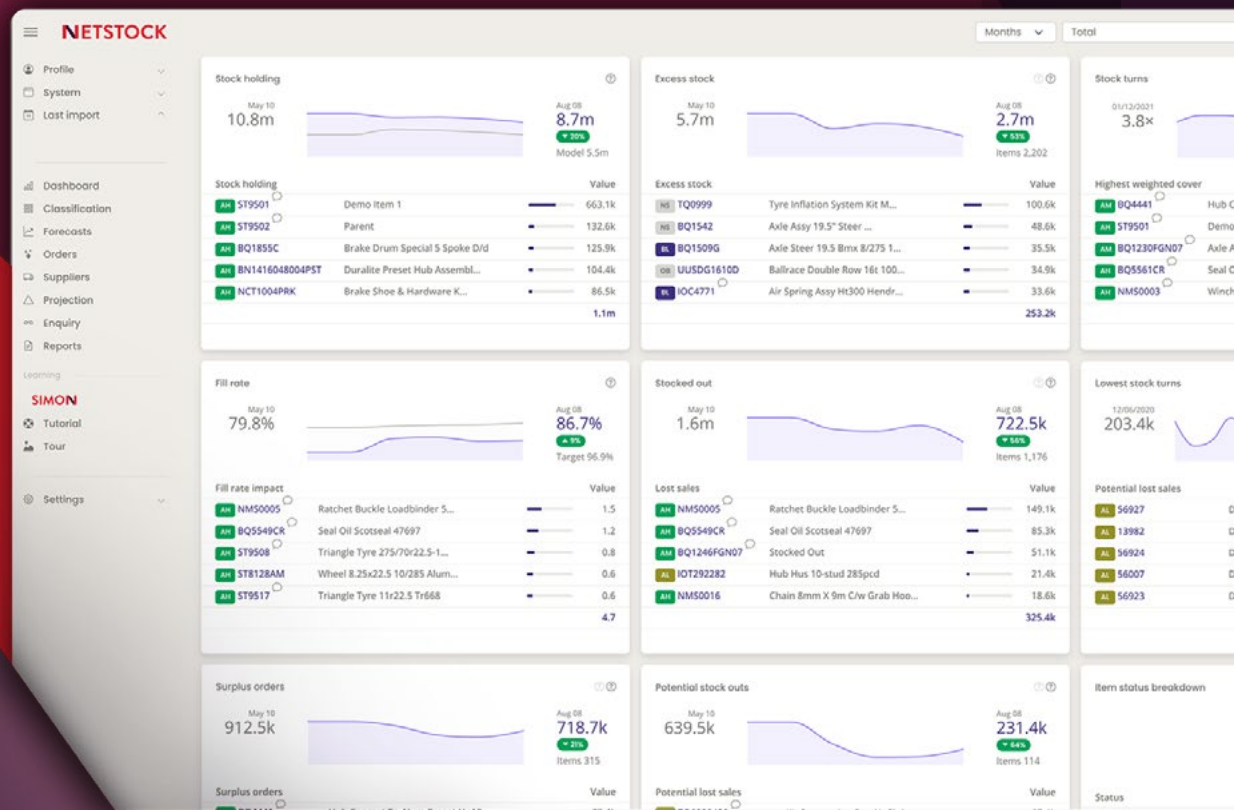 NETSTOCK
Months
Total
Profile
System
Last import
Dashboard
Classification
Forecasts
Orders
Suppliers
Projection
Enquiry
Reports
Learning
SIMON
Tutorial
Tour
Settings
Stock holding
May 10
10.8m
Aug 08
8.7m
20%
Model 5.5m
Stock holding Value
AH ST9501 Demo Item 1 663.1k
AH ST9502 Parent 132.6k
AH BQ1855C Brake Drum Special 5 Spoke D/d 125.9k
AH BN1416048004PST Duralite Preset Hub Assembl... 104.4k
AH NCT1004PRK Brake Shoe & Hardware K... 86.5k
1.1m
Excess stock
May 10
5.7m
Aug 08
2.7m
53%
Items 2,202
Excess stock Value
NS TQ0999 Tyre Inflation System Kit M... 100.6k
NS BQ1542 Axle Assy 19.5" Steer ... 48.6k
BL BQ1509G Axle Steer 19.5 Bmx 8/275 1... 35.5k
OB UUSDG1610D Ballrace Double Row 16t 100... 34.9k
BL IOC4771 Air Spring Assy Ht300 Hendr... 33.6k
253.2k
Stock turns
01/12/2021
3.8×
Highest weighted cover
AM BQ4441 Hub C
AH ST9501 Demo
AM BQ1230FGN07 Axle A
AH BQ5561CR Seal O
AH NMS0003 Winch
Fill rate
May 10
79.8%
Aug 08
86.7%
9%
Target 96.9%
Fill rate impact Value
AH NMS0005 Ratchet Buckle Loadbinder 5... 1.5
AH BQ5549CR Seal Oil Scotseal 47697 1.2
AH ST9508 Triangle Tyre 275/70r22.5-1... 0.8
AH ST8128AM Wheel 8.25x22.5 10/285 Alum... 0.6
AH ST9517 Triangle Tyre 11r22.5 Tr668 0.6
4.7
Stocked out
May 10
1.6m
Aug 08
722.5k
56%
Items 1,176
Lost sales Value
AH NMS0005 Ratchet Buckle Loadbinder 5... 149.1k
AH BQ5549CR Seal Oil Scotseal 47697 85.3k
AM BQ1246FGN07 Stocked Out 51.1k
AL IOT292282 Hub Hus 10-stud 285pcd 21.4k
AH NMS0016 Chain 8mm X 9m C/w Grab Hoo... 18.6k
325.4k
Lowest stock turns
12/06/2020
203.4k
Potential lost sales
AL 56927
AL 13982
AL 56924
AL 56007
AL 56923
Surplus orders
May 10
912.5k
Aug 08
718.7k
21%
Items 315
Surplus orders Value
Potential stock outs
May 10
639.5k
Aug 08
231.4k
64%
Items 114
Potential lost sales Value
Item status breakdown
Status